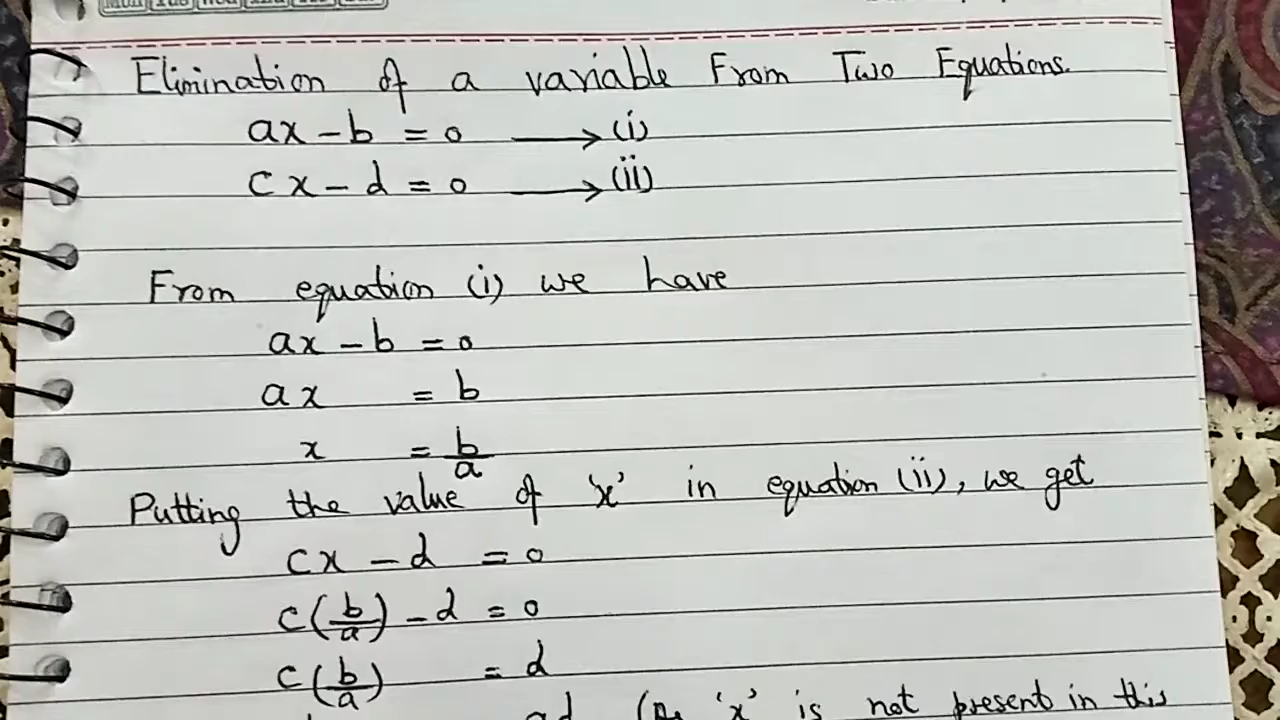 Elimination of a variable From Two Equations.
ax - b = 0 ⟶ (i)
cx - d = 0 ⟶ (ii)
From equation (i) we have
ax - b = 0
ax = b
x = b/a
Putting the value of 'x' in equation (ii), we get
cx - d = 0
c(b/a) - d = 0
c(b/a) = d
ad 'x' is not present in this